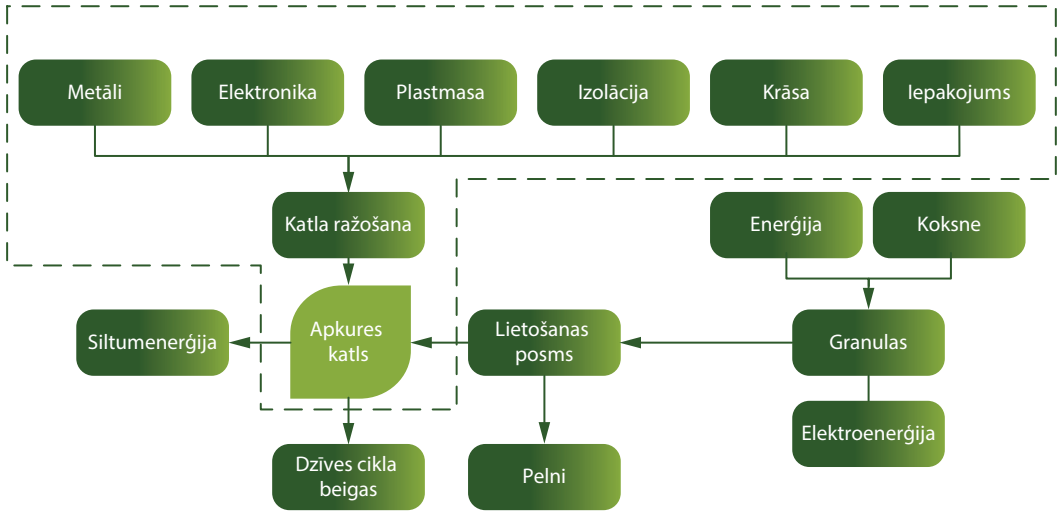 Metāli
Elektronika
Plastmasa
Izolācija
Krāsa
Iepakojums
Katla ražošana
Enerģija
Koksne
Siltumenerģija
Apkures
katls
Lietošanas
posms
Granulas
Elektroenerģija
Dzīves cikla
beigas
Pelni